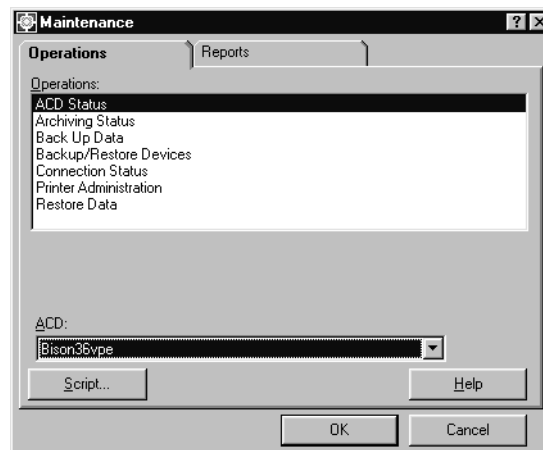 Maintenance
Operations Reports
Operations:
ACD Status
Archiving Status
Back Up Data
Backup/Restore Devices
Connection Status
Printer Administration
Restore Data
ACD:
Bison36vpe
Script... Help
OK Cancel